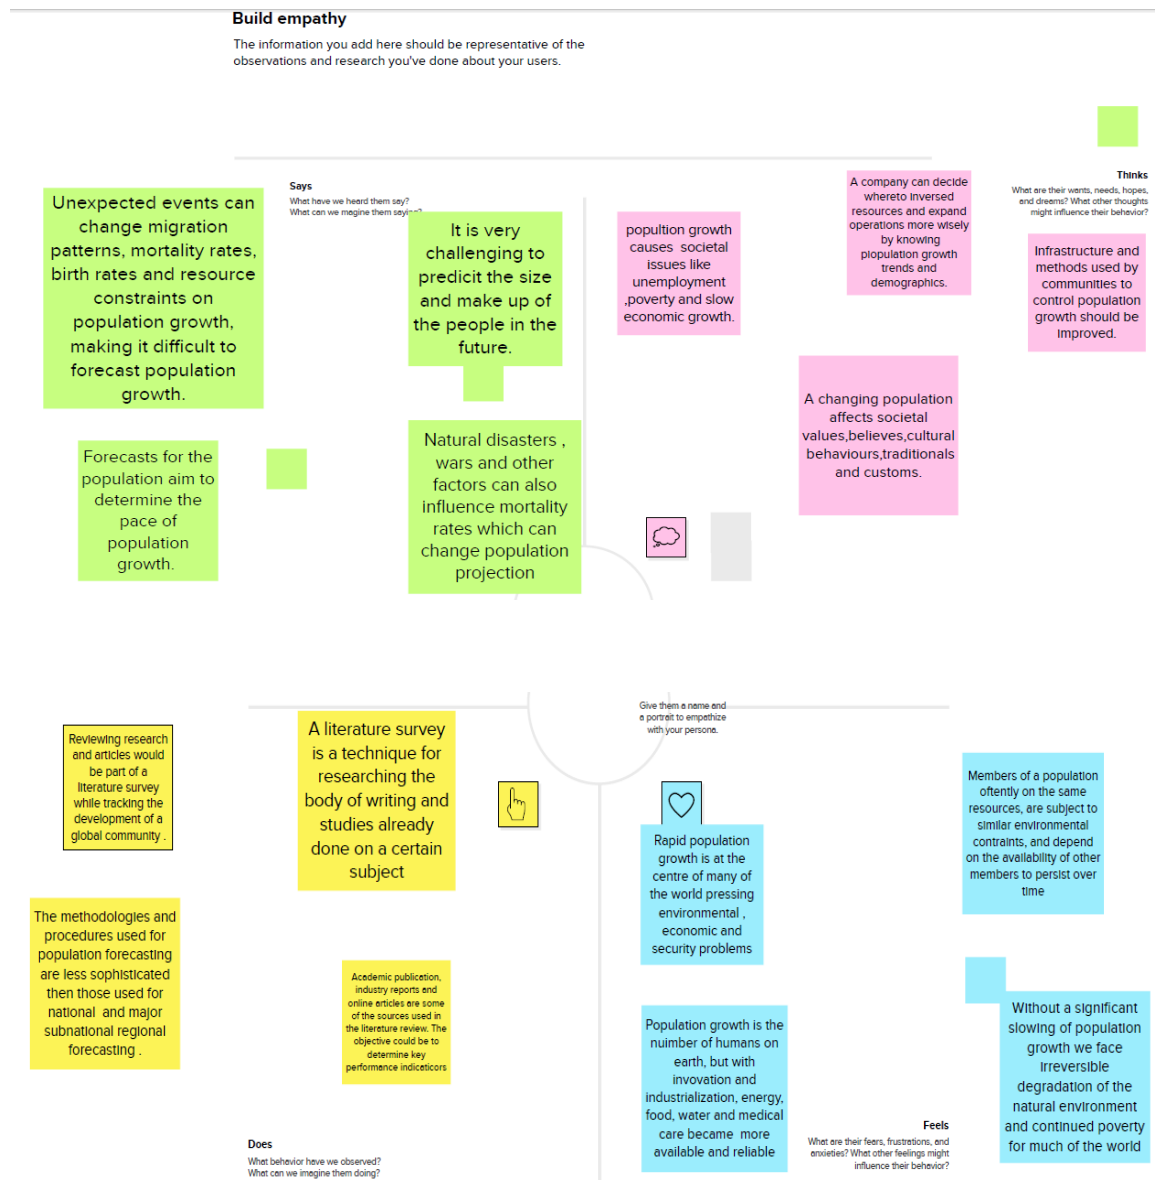 Build empathy
The information you add here should be representative of the
observations and research you've done about your users.
Says
What have we heard them say?
What can we magine them saying?
Unexpected events can
change migration
patterns, mortality rates,
birth rates and resource
constraints on
population growth,
making it difficult to
forecast population
growth.
It is very
challenging to
predicit the size
and make up of
the people in the
future.
Forecasts for the
population aim to
determine the
pace of
population
growth.
Natural disasters ,
wars and other
factors can also
influence mortality
rates which can
change population
projection
Thinks
What are their wants, needs, hopes,
and dreams? What other thoughts
might influence their behavior?
popultion growth
causes societal
issues like
unemployment
,poverty and slow
economic growth.
A company can decide
whereto inversed
resources and expand
operations more wisely
by knowing
plopulation growth
trends and
demographics.
Infrastructure and
methods used by
communities to
control population
growth should be
improved.
A changing population
affects societal
values,believes,cultural
behaviours,traditionals
and customs.
Give them a name and
a portrait to empathize
with your persona.
Reviewing research
and articles would
be part of a
literature survey
while tracking the
development of a
global community .
A literature survey
is a technique for
researching the
body of writing and
studies already
done on a certain
subject
The methodologies and
procedures used for
population forecasting
are less sophisticated
then those used for
national and major
subnational regional
forecasting .
Academic publication,
industry reports and
online articles are some
of the sources used in
the literature review. The
objective could be to
determine key
performance indicaticors
Does
What behavior have we observed?
What can we imagine them doing?
Rapid population
growth is at the
centre of many of
the world pressing
environmental ,
economic and
security problems
Members of a population
oftently on the same
resources, are subject to
similar environmental
contraints, and depend
on the availability of other
members to persist over
time
Population growth is the
nuimber of humans on
earth, but with
invovation and
industrialization, energy,
food, water and medical
care became more
available and reliable
Without a significant
slowing of population
growth we face
irreversible
degradation of the
natural environment
and continued poverty
for much of the world
Feels
What are their fears, frustrations, and
anxieties? What other feelings might
influence their behavior?